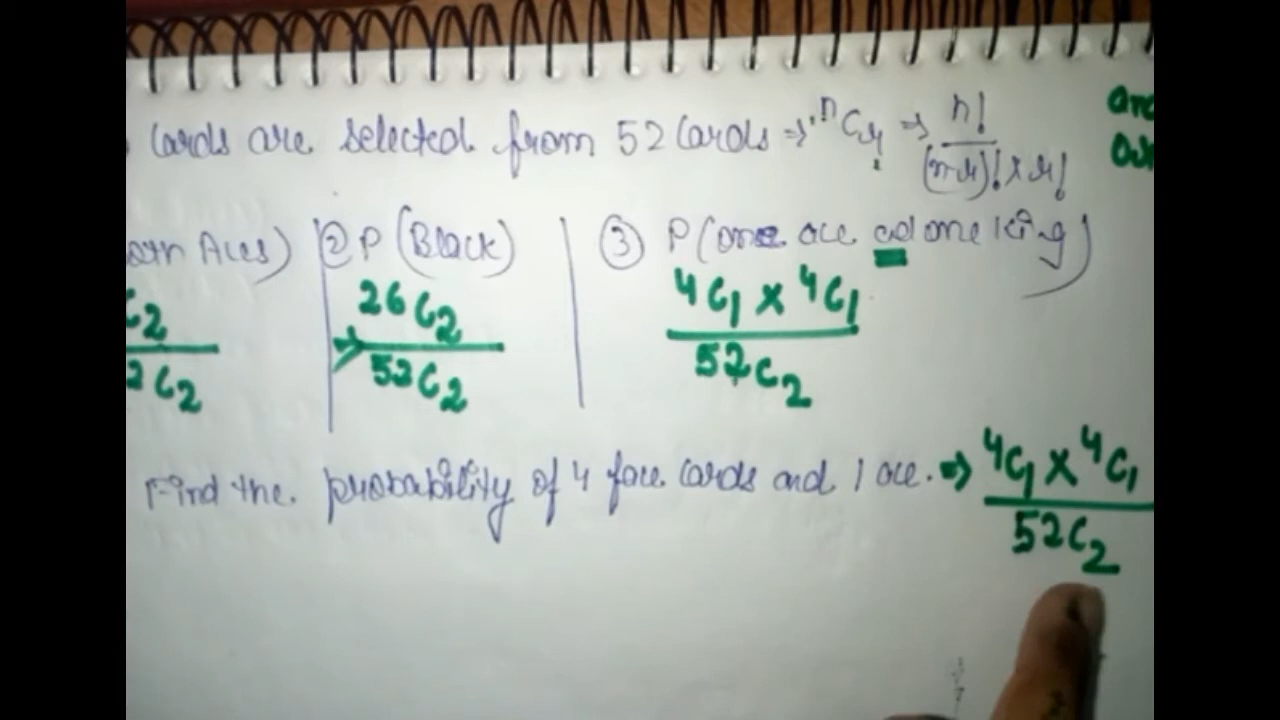 Cards are selected from 52 Cards ⇒ ⁿCᵣ ⇒ n! / (n-r)! x r!
Aces) | ② P (Black) | ③ P (one ace ad one king)
C₂ / 2C₂ → 26C₂ / 52C₂ ⁴C₁ x ⁴C₁ / 52C₂
Find the probability of 4 face cards and 1 ace. ⇒ ⁴C₁ x ⁴C₁ / 52C₂